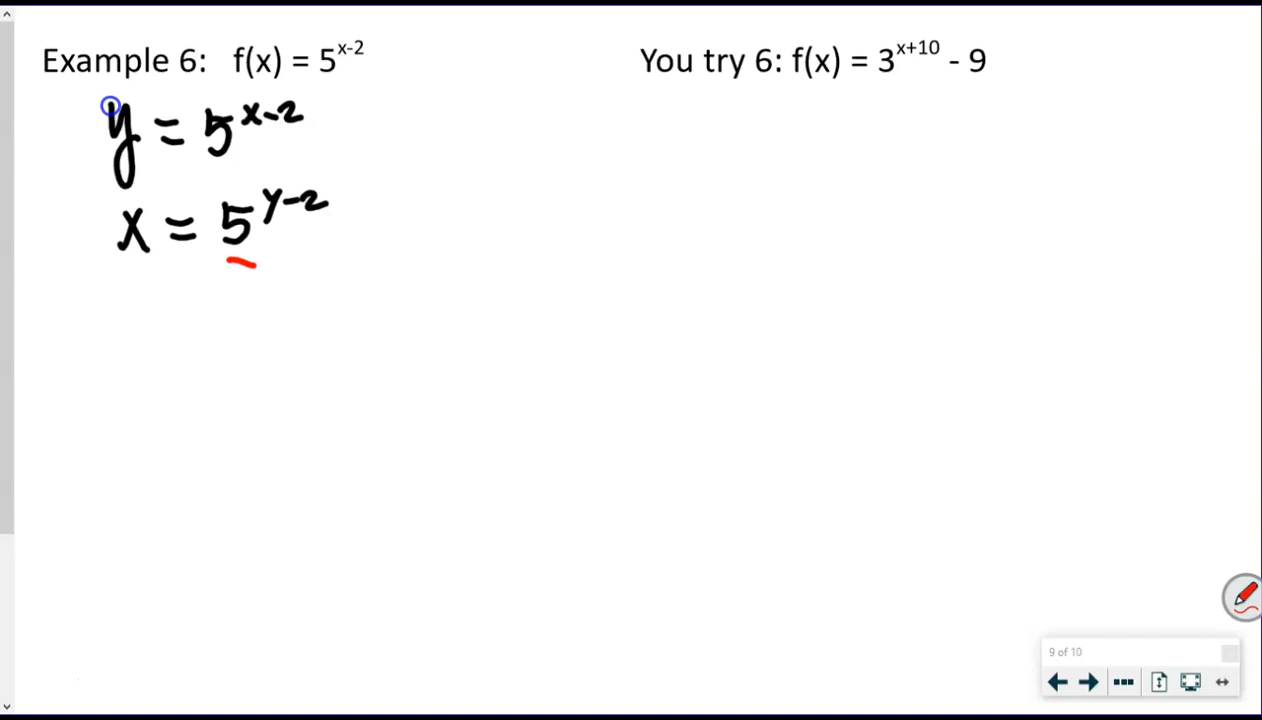 Example 6: f(x) = 5^{x-2}
You try 6: f(x) = 3^{x+10} - 9
y = 5^{x-2}
x = 5^{y-2}
9 of 10